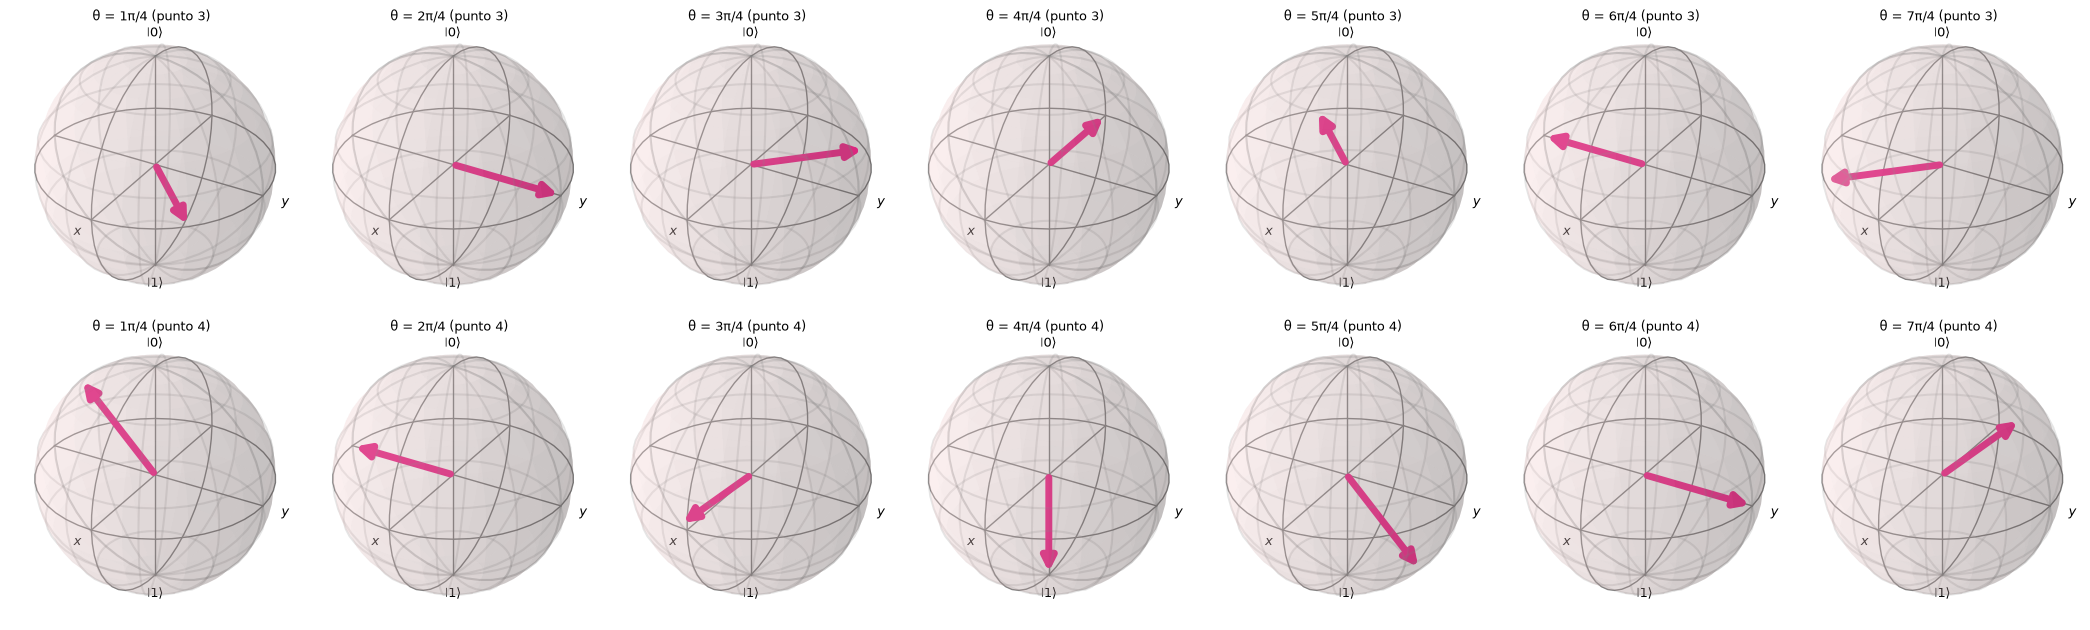 θ = 1π/4 (punto 3) θ = 2π/4 (punto 3) θ = 3π/4 (punto 3) θ = 4π/4 (punto 3) θ = 5π/4 (punto 3) θ = 6π/4 (punto 3) θ = 7π/4 (punto 3)
|0⟩ |0⟩ |0⟩ |0⟩ |0⟩ |0⟩ |0⟩
y y y y y y y
x x x x x x x
|1⟩ |1⟩ |1⟩ |1⟩ |1⟩ |1⟩ |1⟩
θ = 1π/4 (punto 4) θ = 2π/4 (punto 4) θ = 3π/4 (punto 4) θ = 4π/4 (punto 4) θ = 5π/4 (punto 4) θ = 6π/4 (punto 4) θ = 7π/4 (punto 4)
|0⟩ |0⟩ |0⟩ |0⟩ |0⟩ |0⟩ |0⟩
y y y y y y y
x x x x x x x
|1⟩ |1⟩ |1⟩ |1⟩ |1⟩ |1⟩ |1⟩